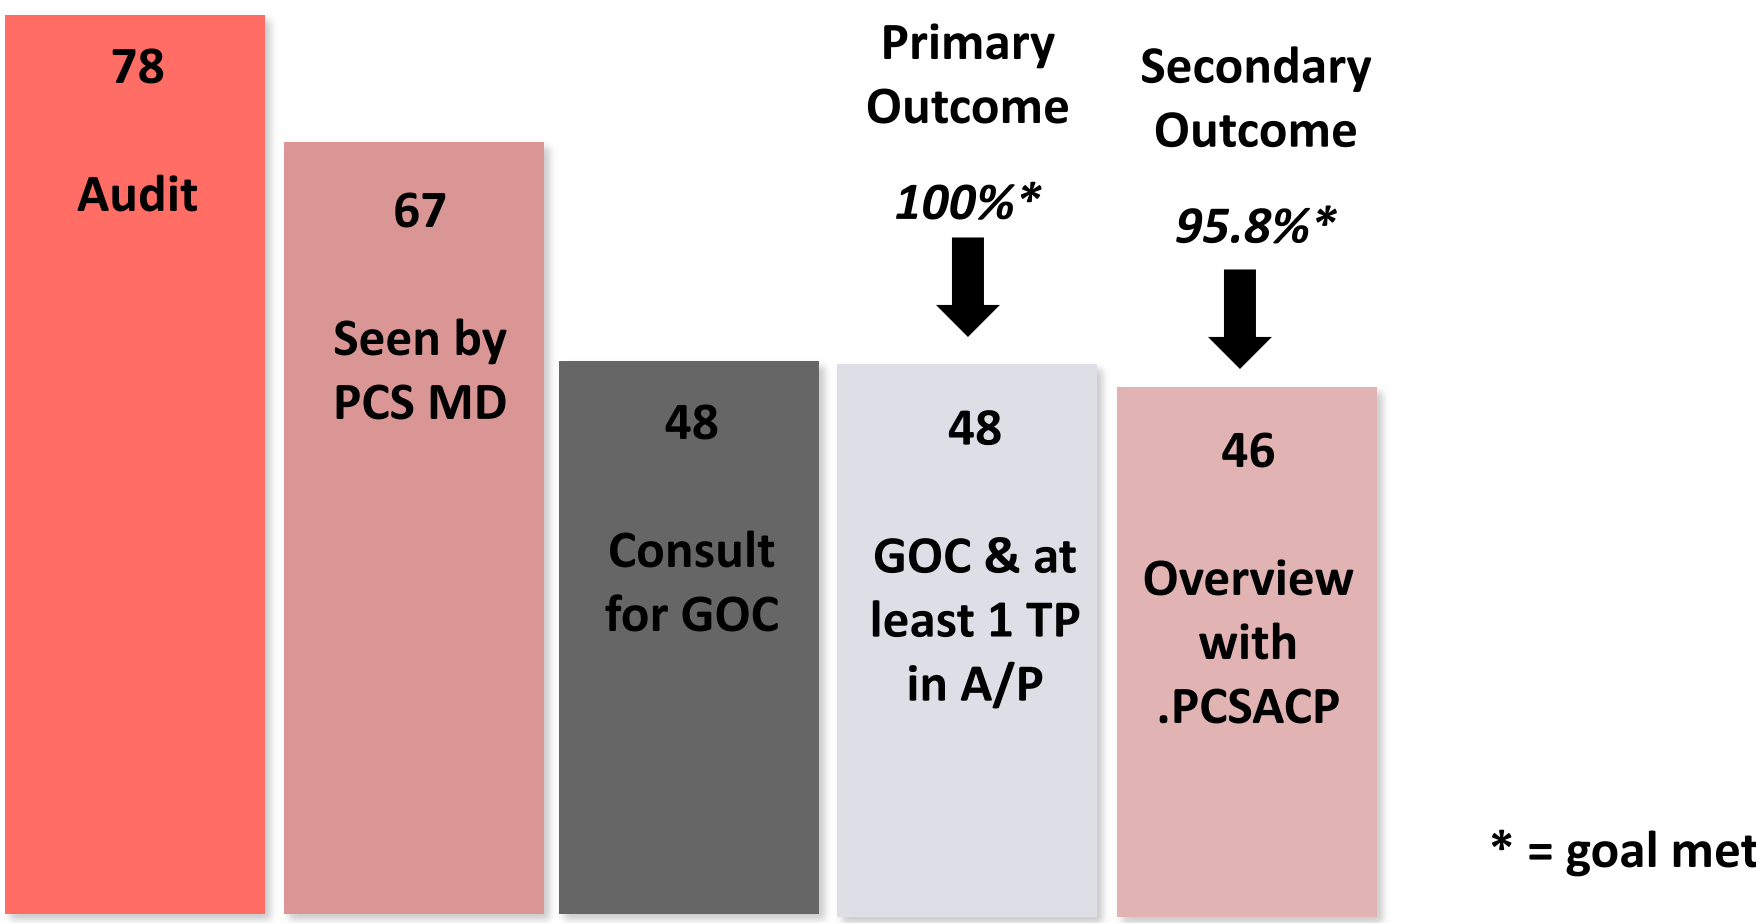 78
Audit
67
Seen by
PCS MD
48
Consult
for GOC
Primary
Outcome
100%*
48
GOC & at
least 1 TP
in A/P
Secondary
Outcome
95.8%*
46
Overview
with
.PCSACP
* = goal met